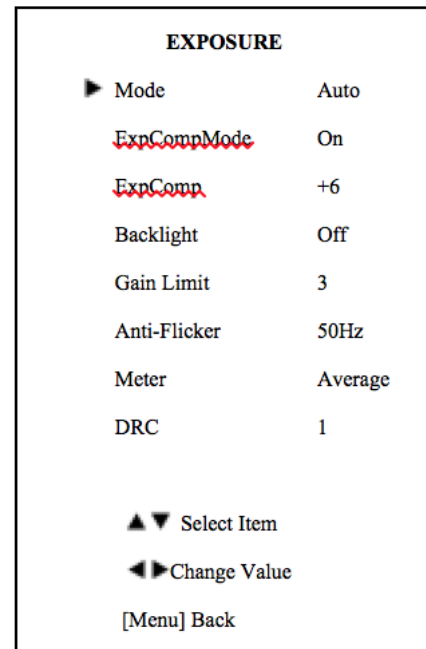 EXPOSURE
▶ Mode Auto
ExpCompMode On
ExpComp +6
Backlight Off
Gain Limit 3
Anti-Flicker 50Hz
Meter Average
DRC 1
▲▼ Select Item
◀▶Change Value
[Menu] Back